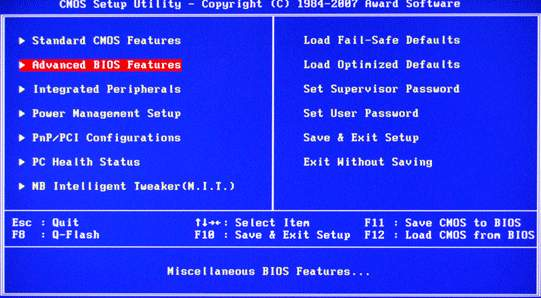 CMOS Setup Utility - Copyright (C) 1984-2007 Award Software
▶ Standard CMOS Features
▶ Advanced BIOS Features
▶ Integrated Peripherals
▶ Power Management Setup
▶ PnP/PCI Configurations
▶ PC Health Status
▶ MB Intelligent Tweaker(M.I.T.)
Load Fail-Safe Defaults
Load Optimized Defaults
Set Supervisor Password
Set User Password
Save & Exit Setup
Exit Without Saving
Esc : Quit ↑↓→←: Select Item F11 : Save CMOS to BIOS
F8 : Q-Flash F10 : Save & Exit Setup F12 : Load CMOS from BIOS
Miscellaneous BIOS Features...